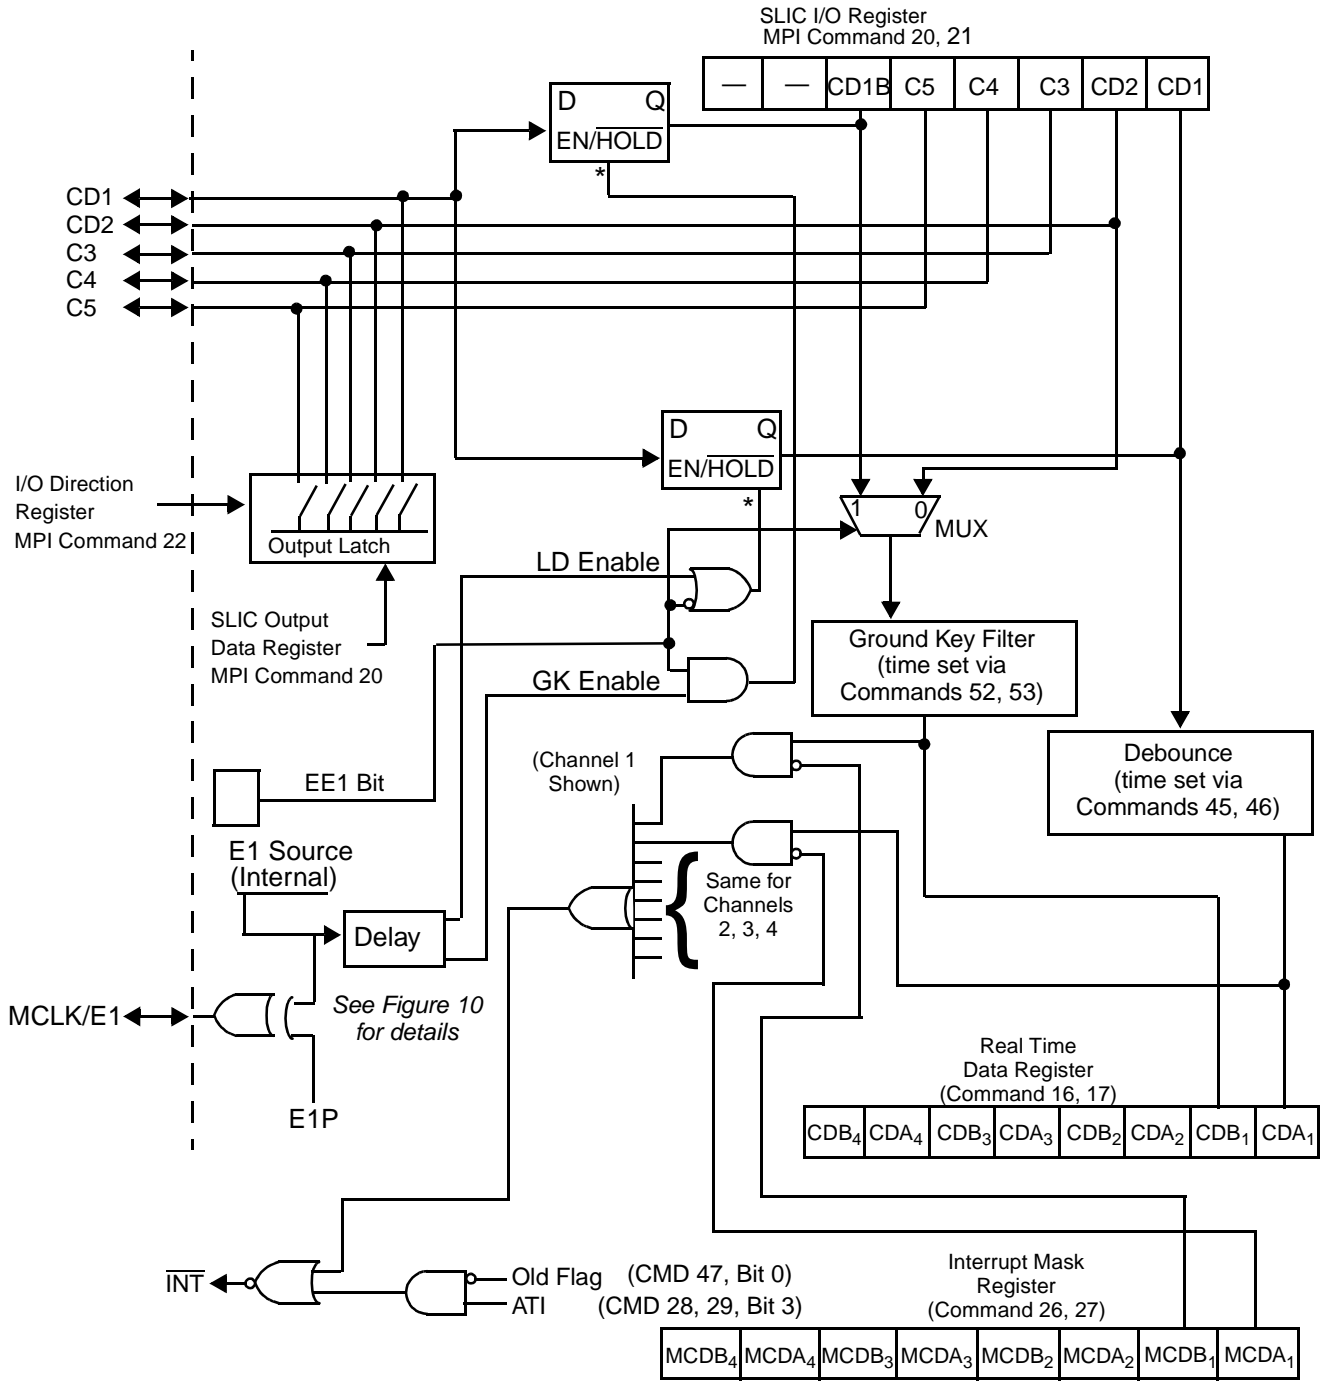 SLIC I/O Register
MPI Command 20, 21
— — CD1B C5 C4 C3 CD2 CD1
D Q
EN/H̅O̅L̅D̅
*
CD1
CD2
C3
C4
C5
D Q
EN/H̅O̅L̅D̅
*
I/O Direction
Register
MPI Command 22
Output Latch
1 0
MUX
LD Enable
SLIC Output
Data Register
MPI Command 20
GK Enable
Ground Key Filter
(time set via
Commands 52, 53)
(Channel 1
Shown)
EE1 Bit
Debounce
(time set via
Commands 45, 46)
E1 Source
(Internal)
Same for
Channels
2, 3, 4
Delay
See Figure 10
for details
MCLK/E1
E1P
Real Time
Data Register
(Command 16, 17)
CDB₄ CDA₄ CDB₃ CDA₃ CDB₂ CDA₂ CDB₁ CDA₁
I̅N̅T̅
Old Flag (CMD 47, Bit 0)
ATI (CMD 28, 29, Bit 3)
Interrupt Mask
Register
(Command 26, 27)
MCDB₄ MCDA₄ MCDB₃ MCDA₃ MCDB₂ MCDA₂ MCDB₁ MCDA₁